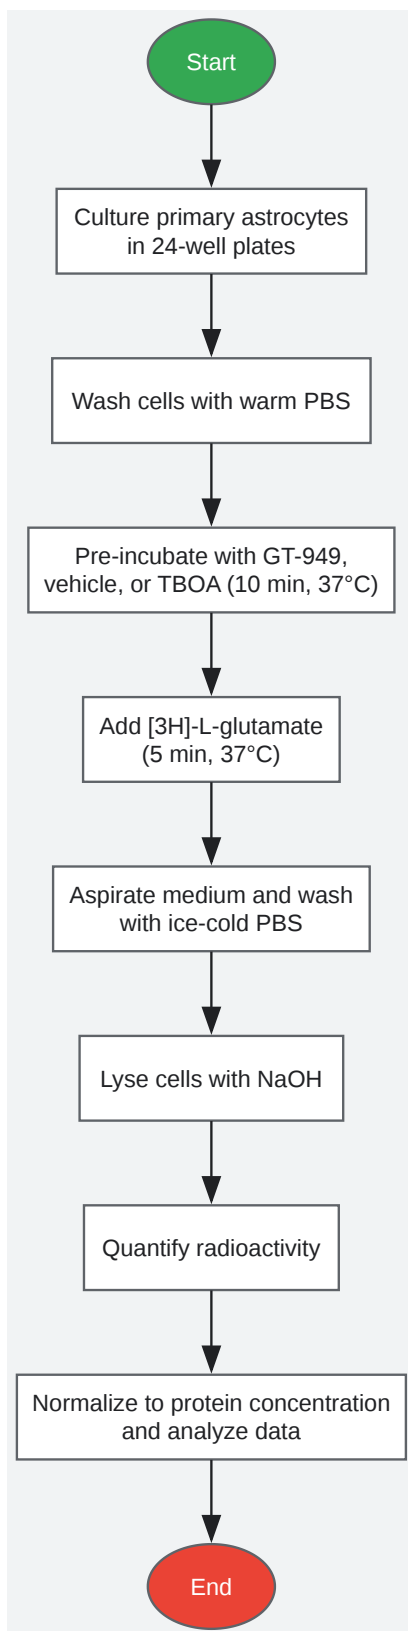 Start
Culture primary astrocytes
in 24-well plates
Wash cells with warm PBS
Pre-incubate with GT-949,
vehicle, or TBOA (10 min, 37°C)
Add [3H]-L-glutamate
(5 min, 37°C)
Aspirate medium and wash
with ice-cold PBS
Lyse cells with NaOH
Quantify radioactivity
Normalize to protein concentration
and analyze data
End